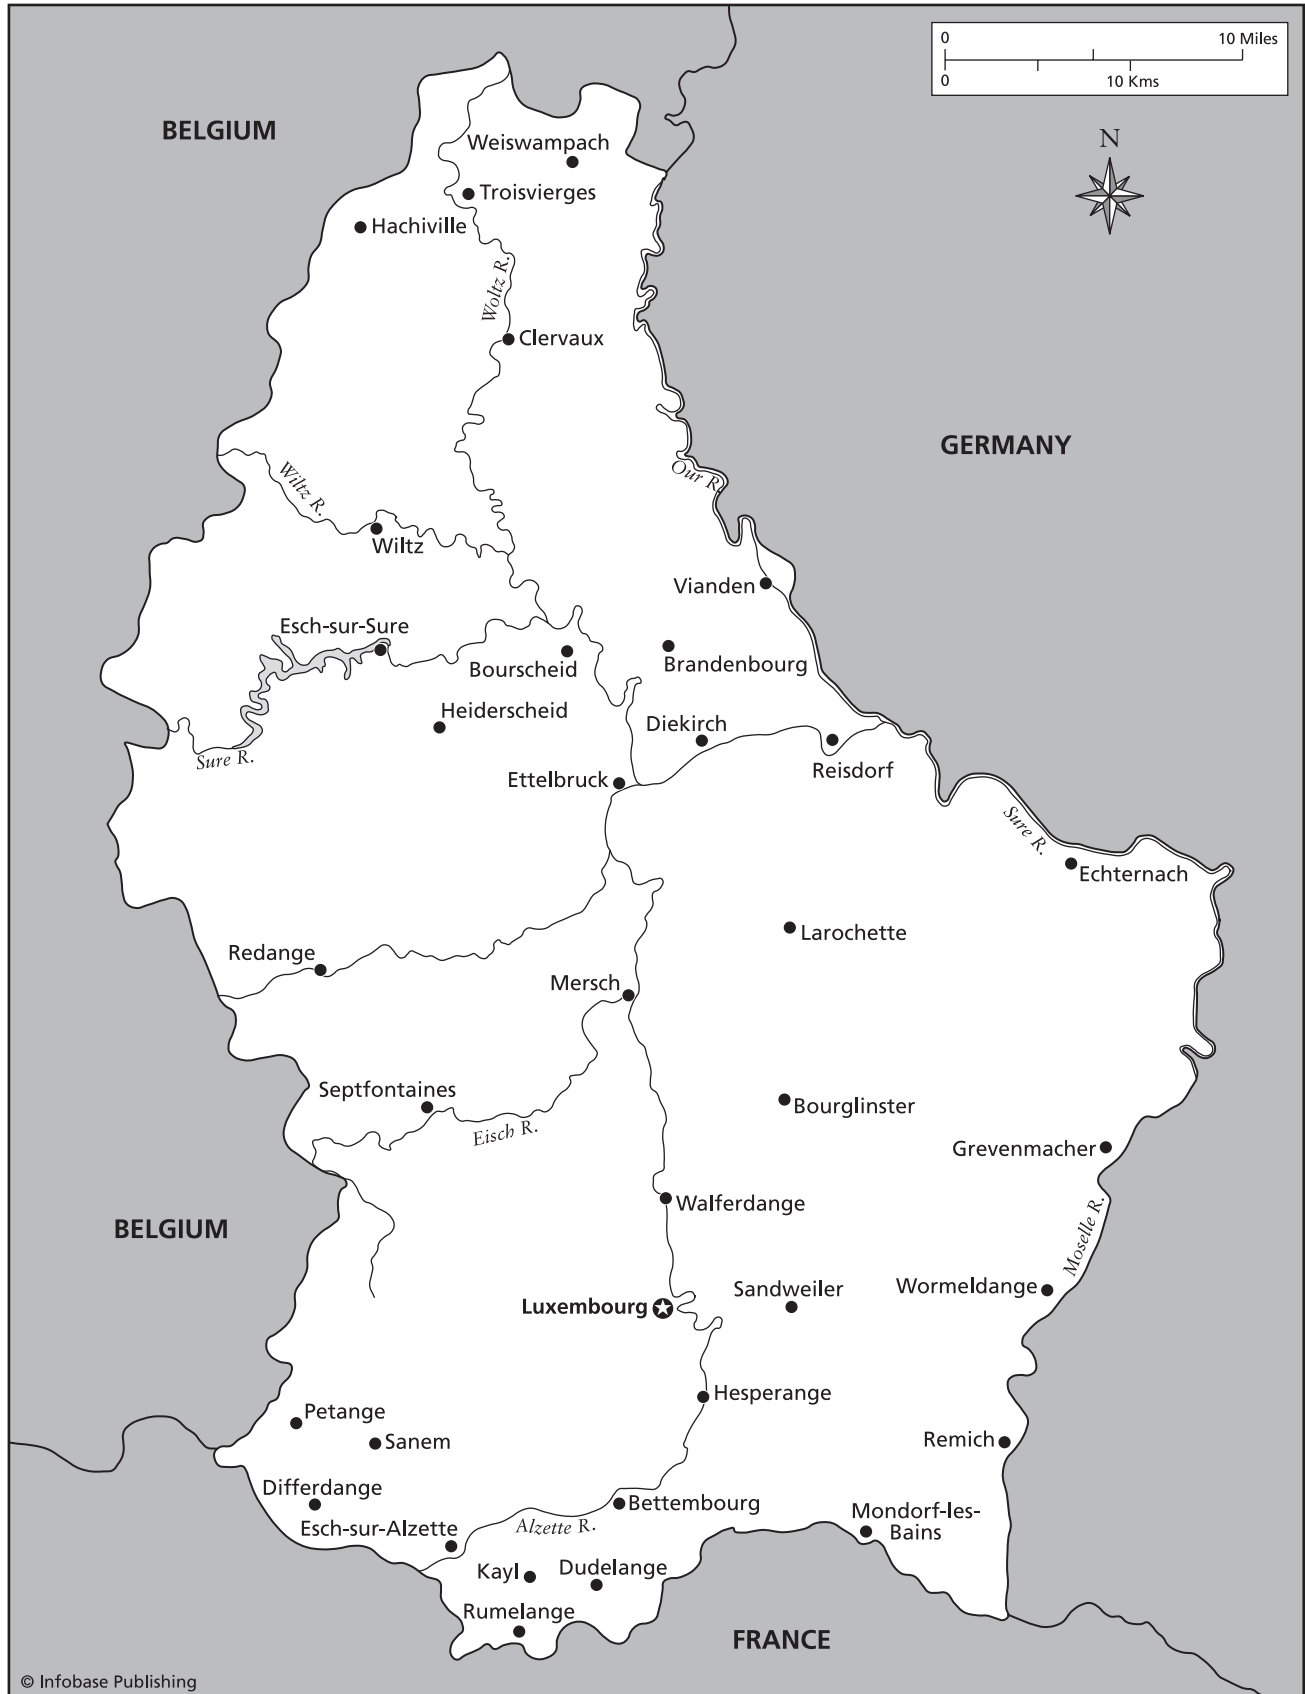 0 10 Miles
0 10 Kms
N
BELGIUM
Weiswampach
Troisvierges
Hachiville
Woltz R.
Clervaux
GERMANY
Our R.
Wiltz R.
Wiltz
Vianden
Esch-sur-Sure
Bourscheid
Brandenbourg
Heiderscheid
Diekirch
Sure R.
Ettelbruck
Reisdorf
Sure R.
Echternach
Larochette
Redange
Mersch
Septfontaines
Bourglinster
Eisch R.
Grevenmacher
Walferdange
BELGIUM
Moselle R.
Sandweiler
Wormeldange
Luxembourg
Hesperange
Petange
Sanem
Remich
Differdange
Bettembourg
Mondorf-les-
Bains
Esch-sur-Alzette
Alzette R.
Kayl
Dudelange
Rumelange
FRANCE
© Infobase Publishing